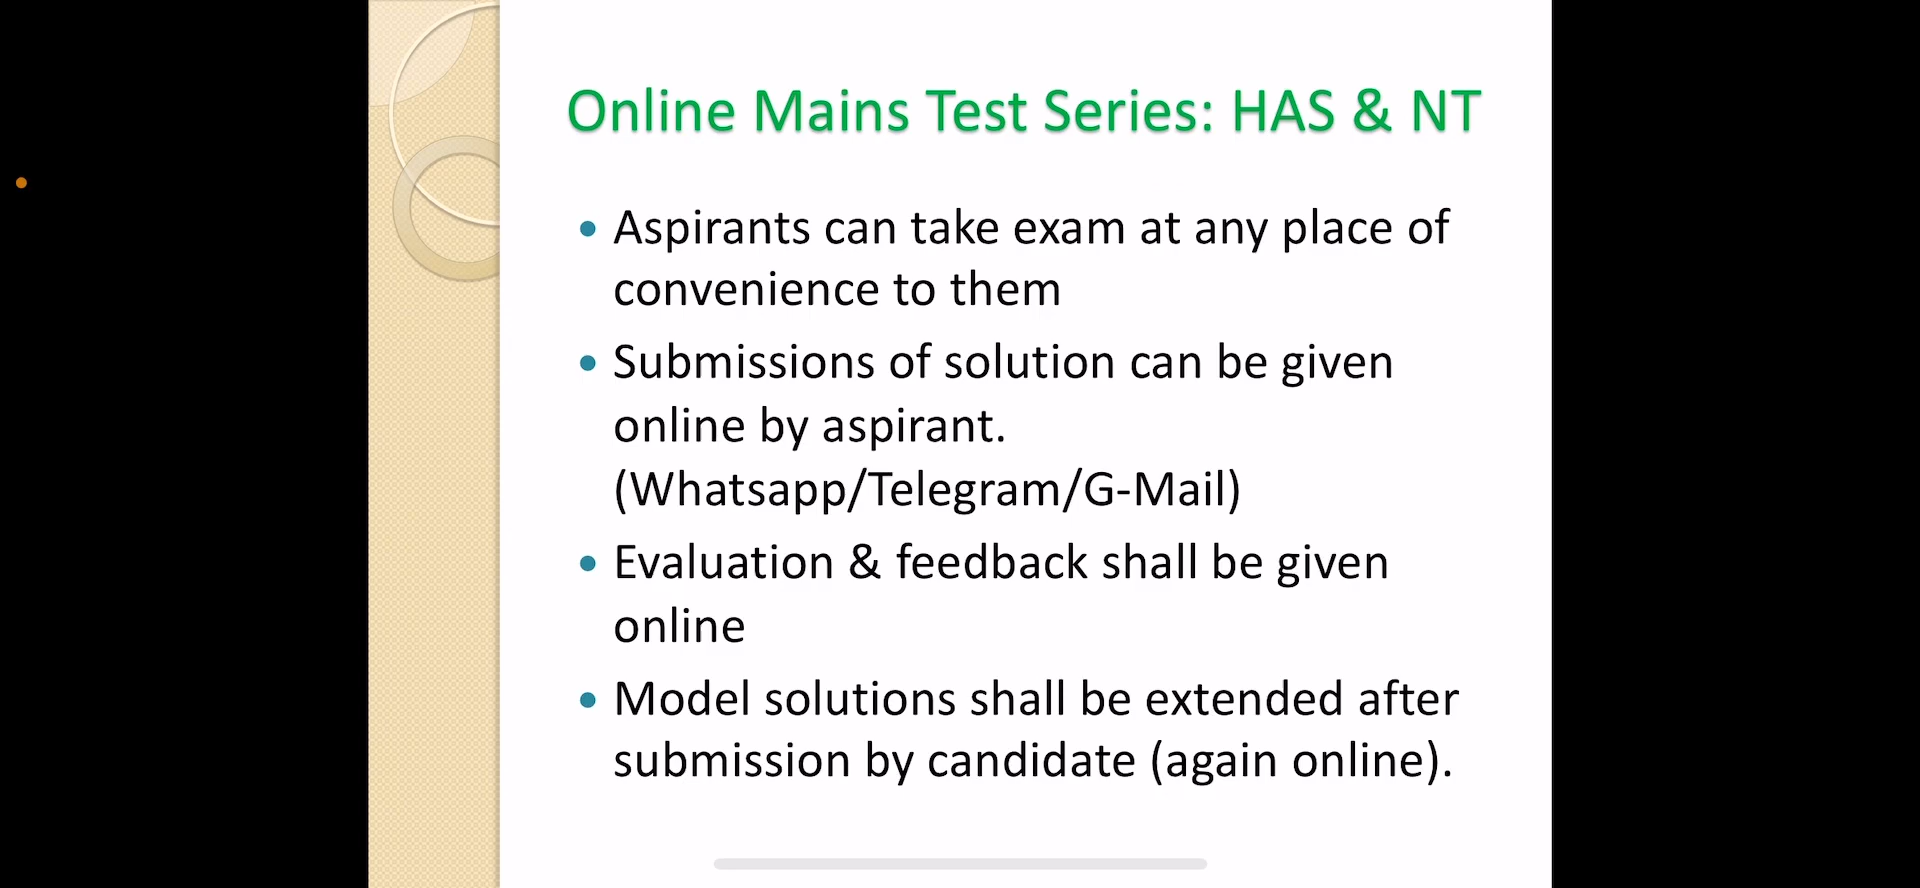 Online Mains Test Series: HAS & NT
• Aspirants can take exam at any place of
convenience to them
• Submissions of solution can be given
online by aspirant.
(Whatsapp/Telegram/G-Mail)
• Evaluation & feedback shall be given
online
• Model solutions shall be extended after
submission by candidate (again online).